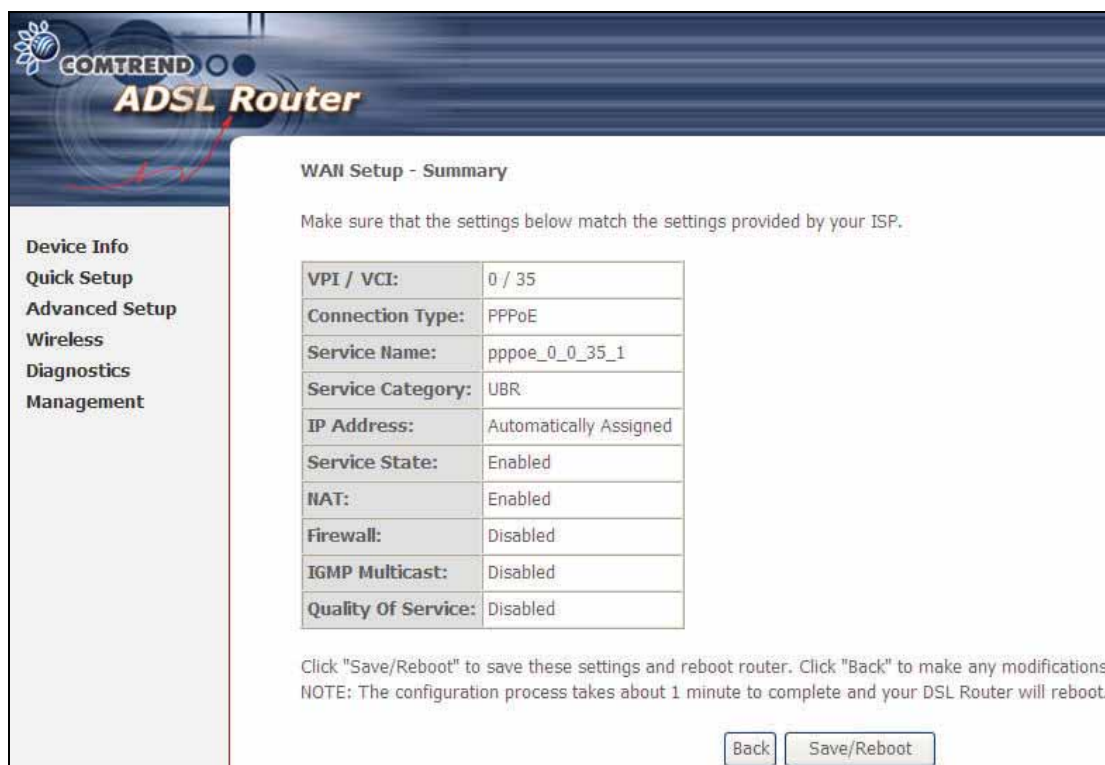 COMTREND
ADSL Router
Device Info
Quick Setup
Advanced Setup
Wireless
Diagnostics
Management
WAN Setup - Summary
Make sure that the settings below match the settings provided by your ISP.
VPI / VCI: 0 / 35
Connection Type: PPPoE
Service Name: pppoe_0_0_35_1
Service Category: UBR
IP Address: Automatically Assigned
Service State: Enabled
NAT: Enabled
Firewall: Disabled
IGMP Multicast: Disabled
Quality Of Service: Disabled
Click "Save/Reboot" to save these settings and reboot router. Click "Back" to make any modifications
NOTE: The configuration process takes about 1 minute to complete and your DSL Router will reboot.
Back Save/Reboot